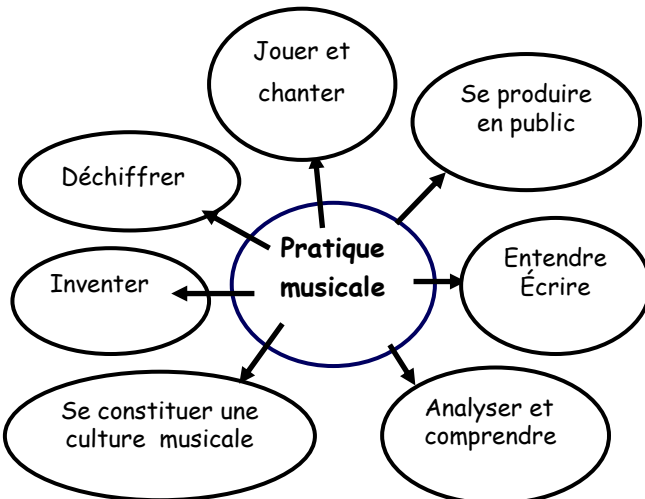 Jouer et
chanter
Se produire
en public
Déchiffrer
Pratique
musicale
Entendre
Écrire
Inventer
Se constituer une
culture musicale
Analyser et
comprendre